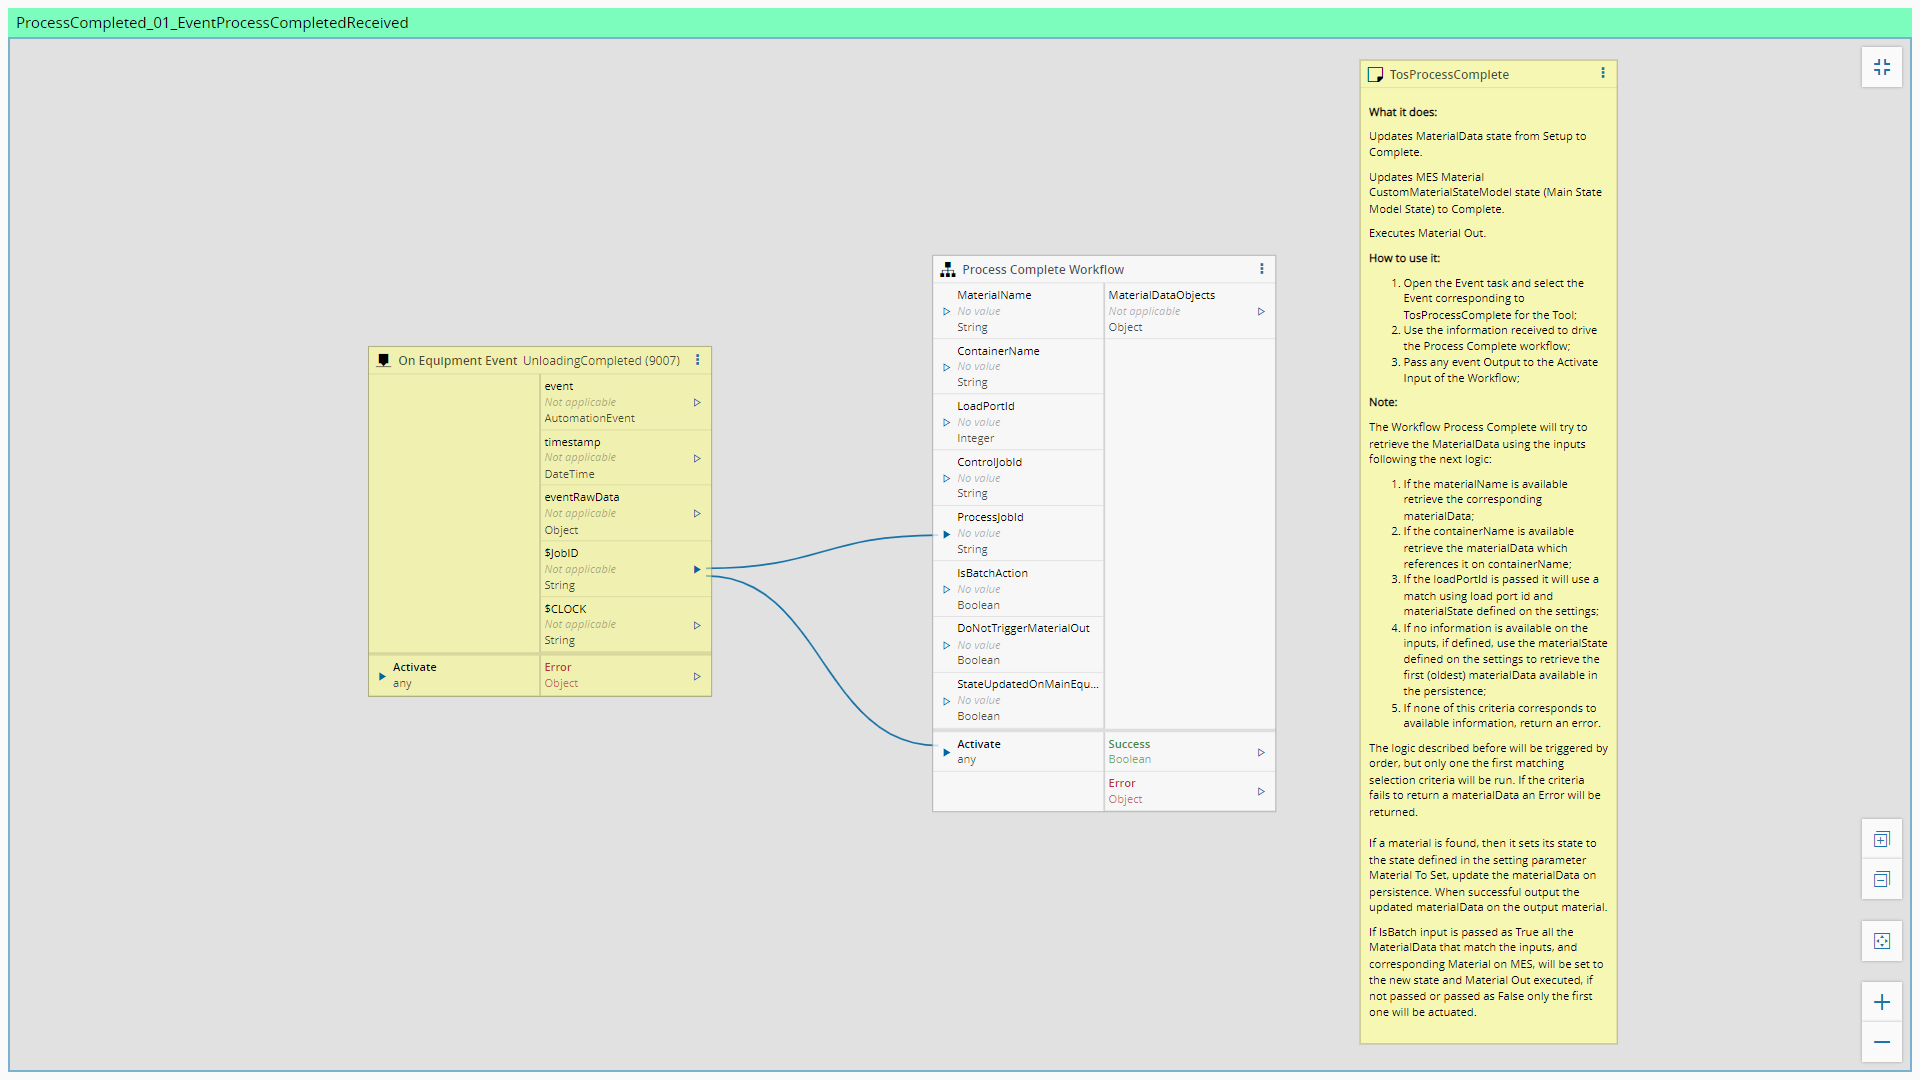 ProcessCompleted_01_EventProcessCompletedReceived
On Equipment Event UnloadingCompleted (9007)
event
Not applicable
AutomationEvent
timestamp
Not applicable
DateTime
eventRawData
Not applicable
Object
$JobID
Not applicable
String
$CLOCK
Not applicable
String
Activate
any
Error
Object
Process Complete Workflow
MaterialName
No value
String
ContainerName
No value
String
LoadPortId
No value
Integer
ControlJobId
No value
String
ProcessJobId
No value
String
IsBatchAction
No value
Boolean
DoNotTriggerMaterialOut
No value
Boolean
StateUpdatedOnMainEqu...
No value
Boolean
MaterialDataObjects
Not applicable
Object
Activate
any
Success
Boolean
Error
Object
TosProcessComplete
What it does:
Updates MaterialData state from Setup to
Complete.
Updates MES Material
CustomMaterialStateModel state (Main State
Model State) to Complete.
Executes Material Out.
How to use it:
1. Open the Event task and select the
Event corresponding to
TosProcessComplete for the Tool;
2. Use the information received to drive
the Process Complete workflow;
3. Pass any event Output to the Activate
Input of the Workflow;
Note:
The Workflow Process Complete will try to
retrieve the MaterialData using the inputs
following the next logic:
1. If the materialName is available
retrieve the corresponding
materialData;
2. If the containerName is available
retrieve the materialData which
references it on containerName;
3. If the loadPortId is passed it will use a
match using load port id and
materialState defined on the settings;
4. If no information is available on the
inputs, if defined, use the materialState
defined on the settings to retrieve the
first (oldest) materialData available in
the persistence;
5. If none of this criteria corresponds to
available information, return an error.
The logic described before will be triggered by
order, but only one the first matching
selection criteria will be run. If the criteria
fails to return a materialData an Error will be
returned.
If a material is found, then it sets its state to
the state defined in the setting parameter
Material To Set, update the materialData on
persistence. When successful output the
updated materialData on the output material.
If IsBatch input is passed as True all the
MaterialData that match the inputs, and
corresponding Material on MES, will be set to
the new state and Material Out executed, if
not passed or passed as False only the first
one will be actuated.